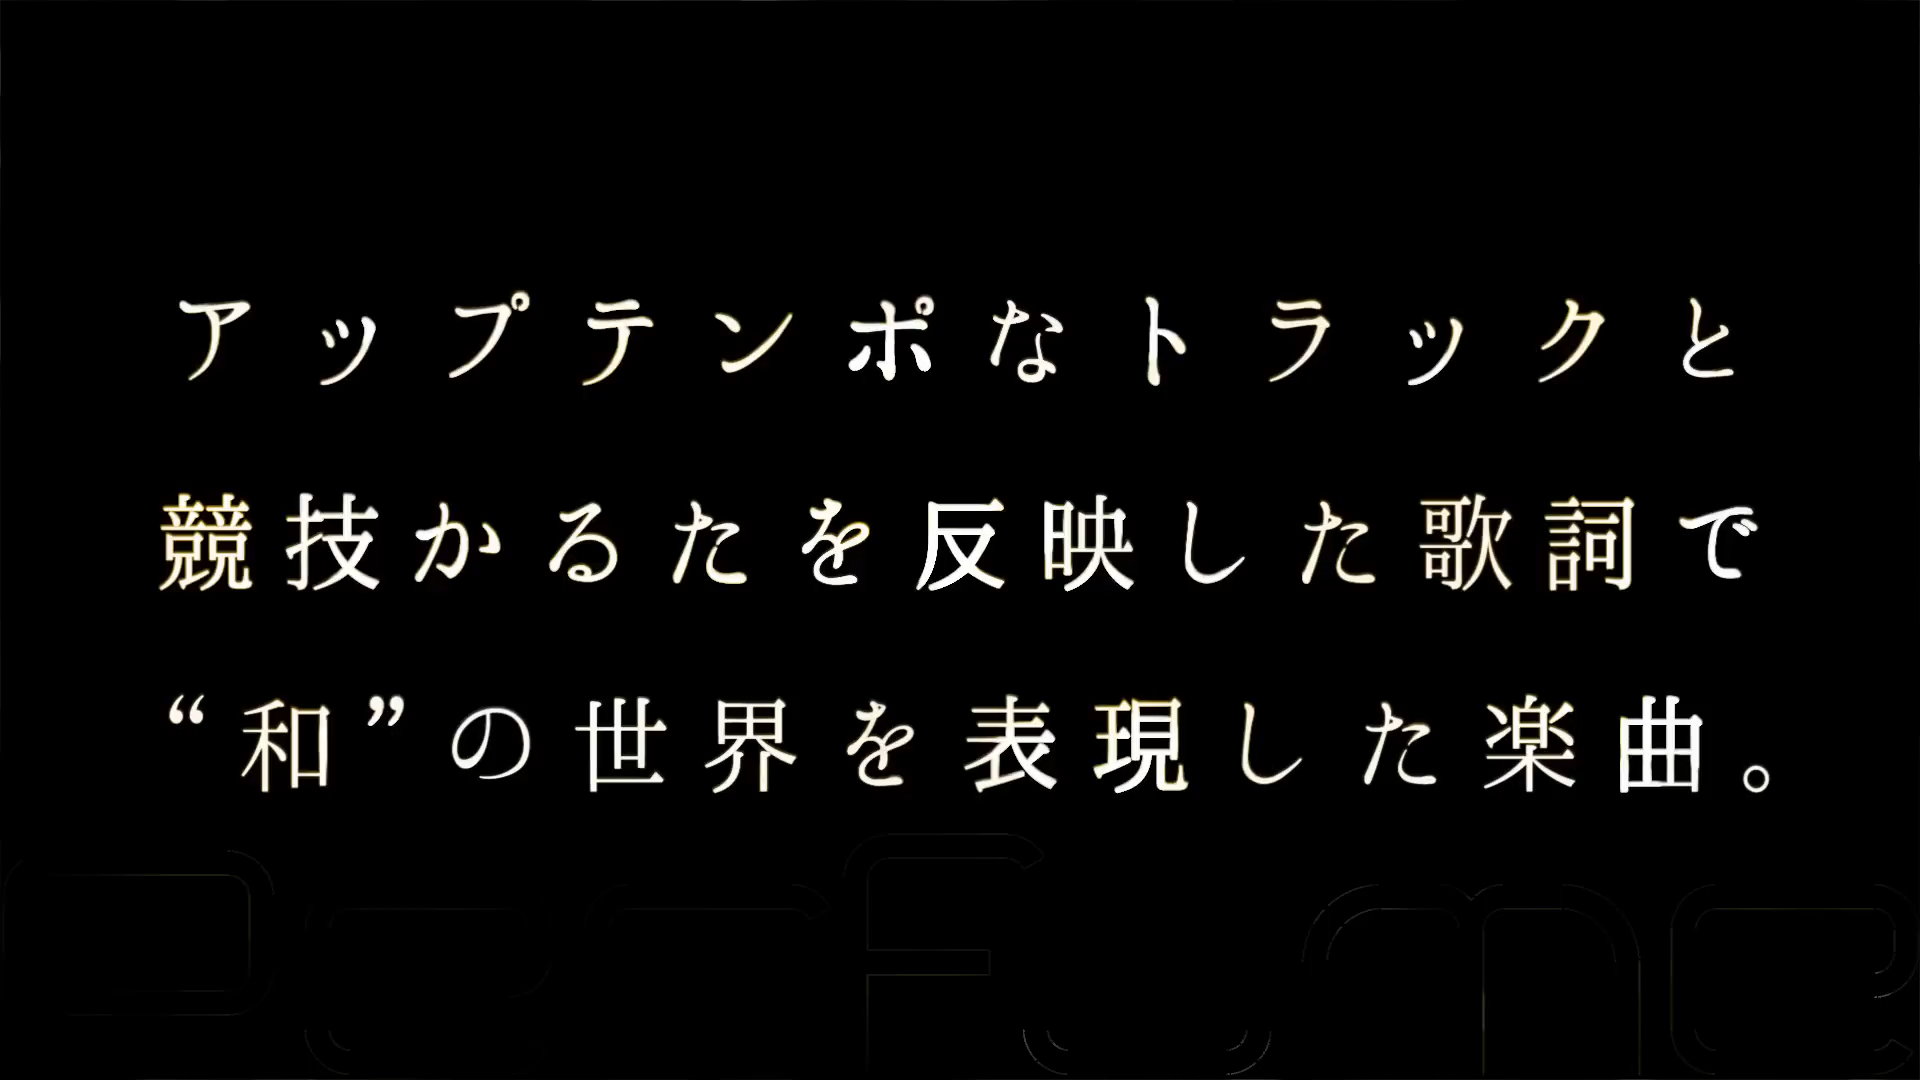 アップテンポなトラックと
競技かるたを反映した歌詞で
“和”の世界を表現した楽曲。
Perfume